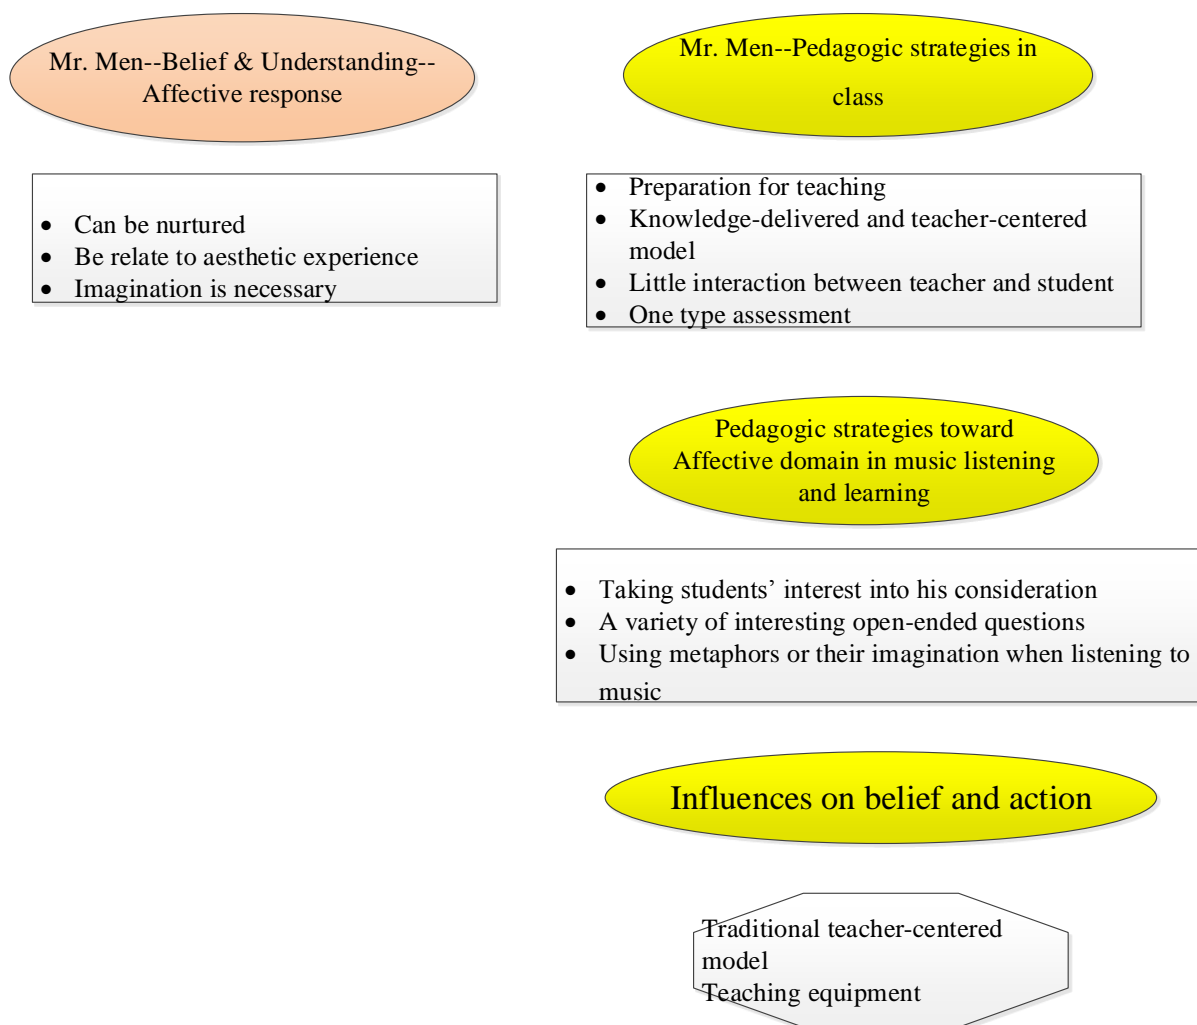 Mr. Men--Belief & Understanding--
Affective response
• Can be nurtured
• Be relate to aesthetic experience
• Imagination is necessary
Mr. Men--Pedagogic strategies in
class
• Preparation for teaching
• Knowledge-delivered and teacher-centered
model
• Little interaction between teacher and student
• One type assessment
Pedagogic strategies toward
Affective domain in music listening
and learning
• Taking students’ interest into his consideration
• A variety of interesting open-ended questions
• Using metaphors or their imagination when listening to
music
Influences on belief and action
Traditional teacher-centered
model
Teaching equipment